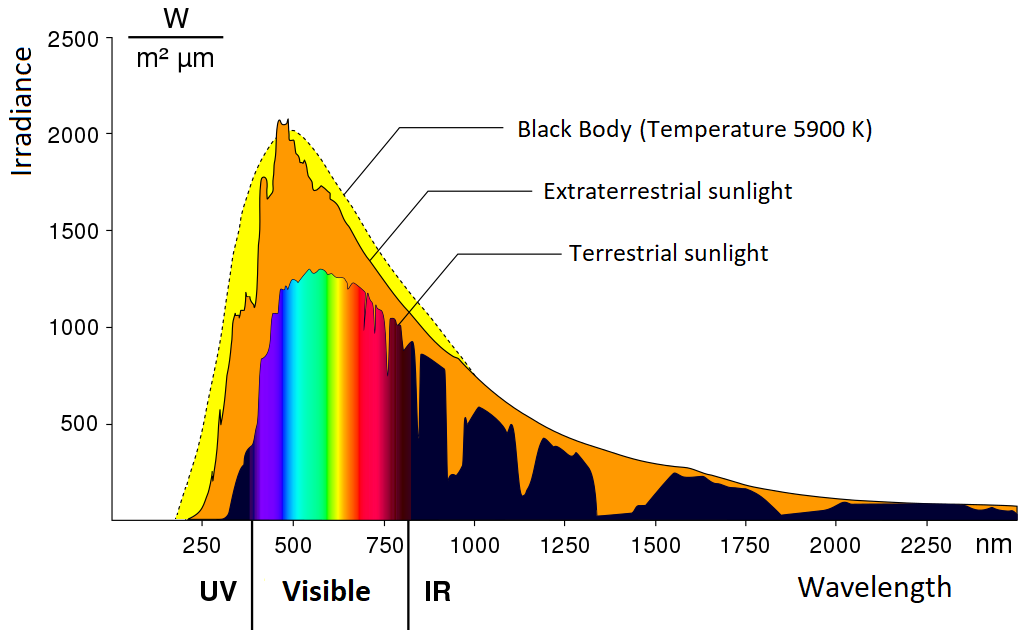 W
m² µm
Irradiance
2500
2000
1500
1000
500
Black Body (Temperature 5900 K)
Extraterrestrial sunlight
Terrestrial sunlight
250 500 750 1000 1250 1500 1750 2000 2250 nm
UV Visible IR
Wavelength